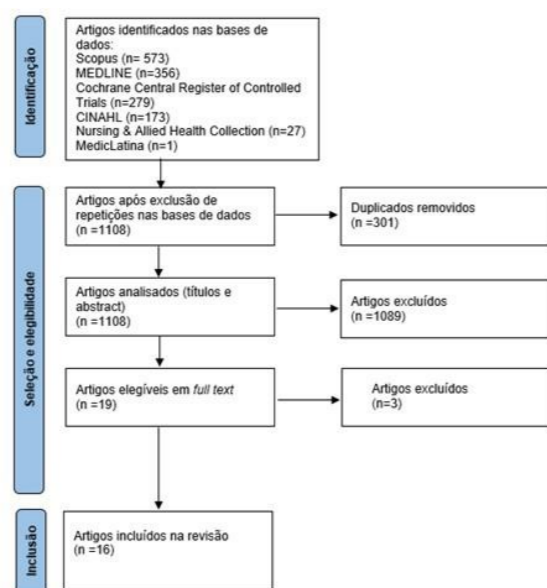 Identificação
Artigos identificados nas bases de
dados:
Scopus (n= 573)
MEDLINE (n=356)
Cochrane Central Register of Controlled
Trials (n=279)
CINAHL (n=173)
Nursing & Allied Health Collection (n=27)
MedicLatina (n=1)
Seleção e elegibilidade
Artigos após exclusão de
repetições nas bases de dados
(n =1108)
Duplicados removidos
(n =301)
Artigos analisados (títulos e
abstract)
(n =1108)
Artigos excluídos
(n =1089)
Artigos elegíveis em full text
(n =19)
Artigos excluídos
(n=3)
Inclusão
Artigos incluídos na revisão
(n =16)